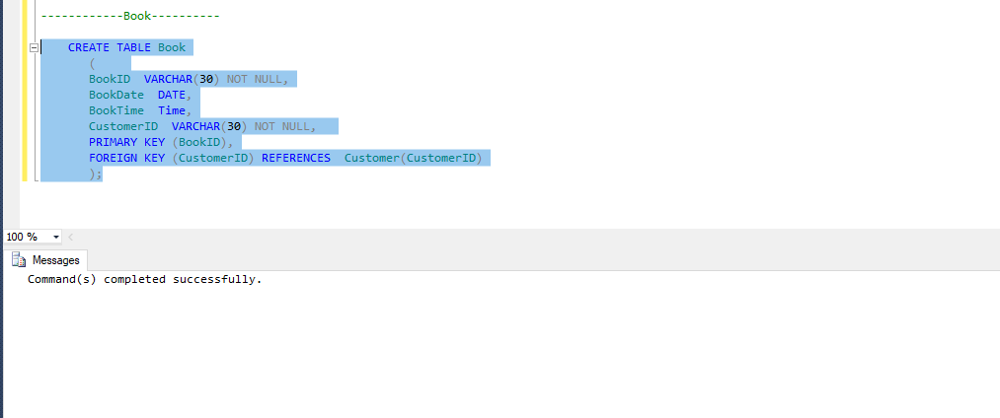 ------------Book----------
CREATE TABLE Book
(
BookID VARCHAR(30) NOT NULL,
BookDate DATE,
BookTime Time,
CustomerID VARCHAR(30) NOT NULL,
PRIMARY KEY (BookID),
FOREIGN KEY (CustomerID) REFERENCES Customer(CustomerID)
);
100 %
Messages
Command(s) completed successfully.